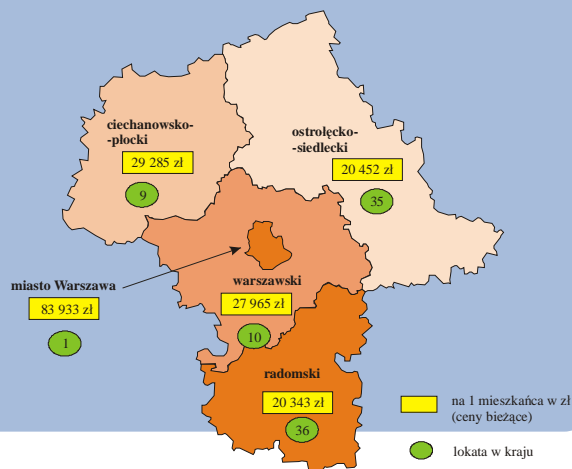 ciechanowsko-
-płocki
29 285 zł
9
ostrołęcko-
-siedlecki
20 452 zł
35
miasto Warszawa
83 933 zł
1
warszawski
27 965 zł
10
radomski
20 343 zł
36
na 1 mieszkańca w zł
(ceny bieżące)
lokata w kraju